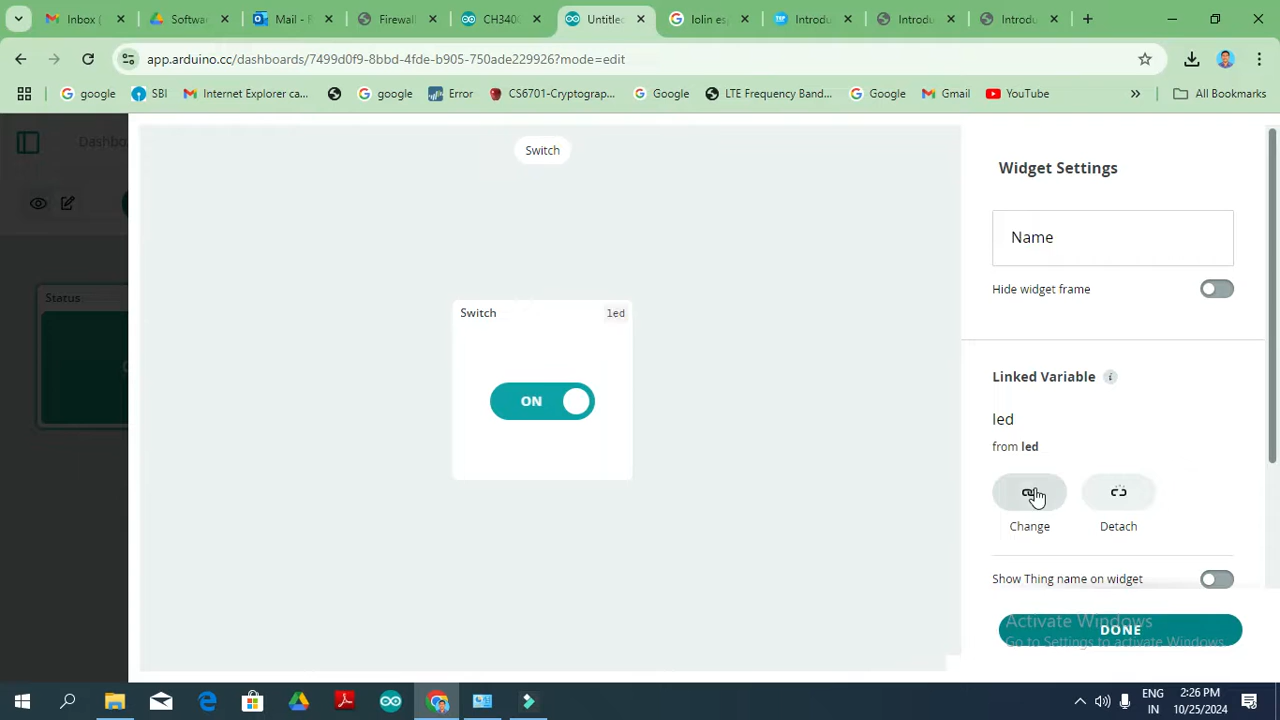 Inbox (
Softwa
Mail - F
Firewall
CH340
Untitle
lolin es
Introdu
Introdu
Introdu
app.arduino.cc/dashboards/7499d0f9-8bbd-4fde-b905-750ade229926?mode=edit
google
SBI
Internet Explorer ca...
google
Error
CS6701-Cryptograp...
Google
LTE Frequency Band...
Google
Gmail
YouTube
All Bookmarks
Dashbo
Switch
Widget Settings
Name
Hide widget frame
Status
Switch
led
ON
Linked Variable
led
from led
Change
Detach
Show Thing name on widget
DONE
Activate Windows
Go to Settings to activate Windows.
ENG
IN
2:26 PM
10/25/2024